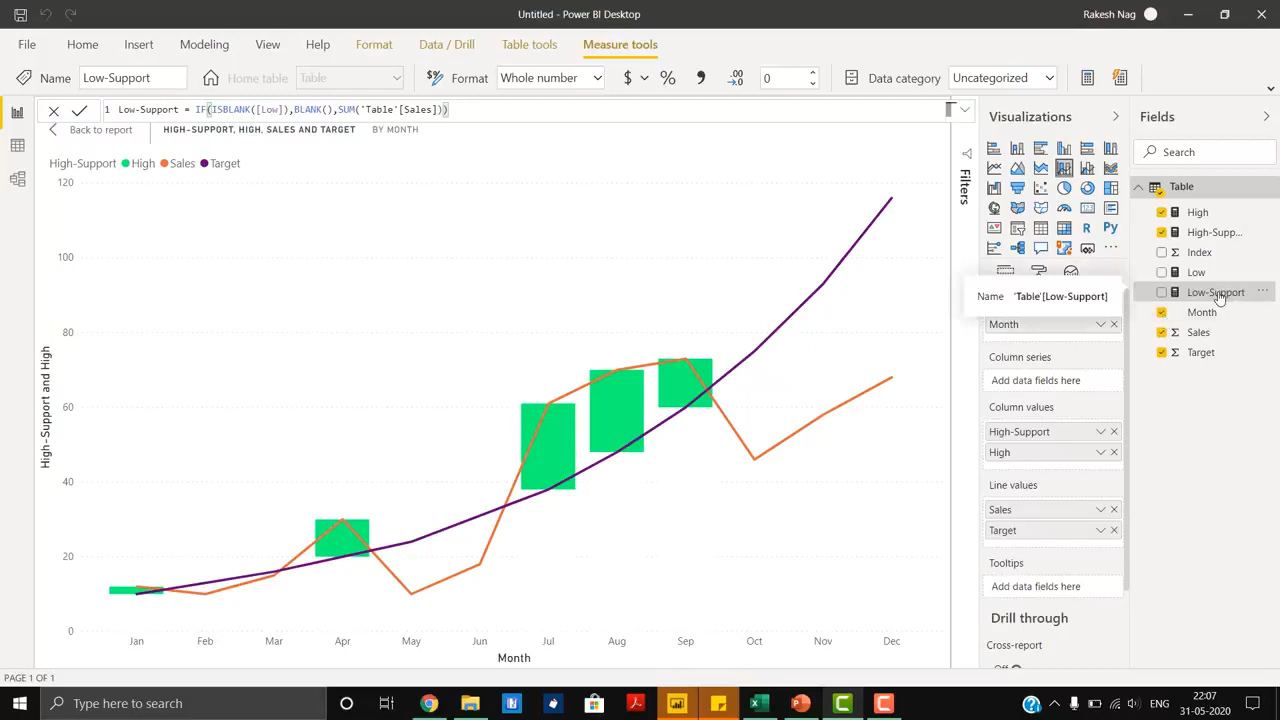 Untitled - Power BI Desktop
Rakesh Nag
File Home Insert Modeling View Help Format Data / Drill Table tools Measure tools
Name Low-Support Home table Table Format Whole number $ % 0 Data category Uncategorized
1 Low-Support = IF(ISBLANK([Low]),BLANK(),SUM('Table'[Sales]))
Back to report HIGH-SUPPORT, HIGH, SALES AND TARGET BY MONTH
High-Support High Sales Target
120
100
80
60
40
20
0
High-Support and High
Jan Feb Mar Apr May Jun Jul Aug Sep Oct Nov Dec
Month
Filters
Visualizations
R Py
Name 'Table'[Low-Support]
Month
Column series
Add data fields here
Column values
High-Support
High
Line values
Sales
Target
Tooltips
Add data fields here
Drill through
Cross-report
Off
Fields
Search
Table
High
High-Supp...
Index
Low
Low-Support
Month
Sales
Target
PAGE 1 OF 1
Type here to search
22:07
31-05-2020